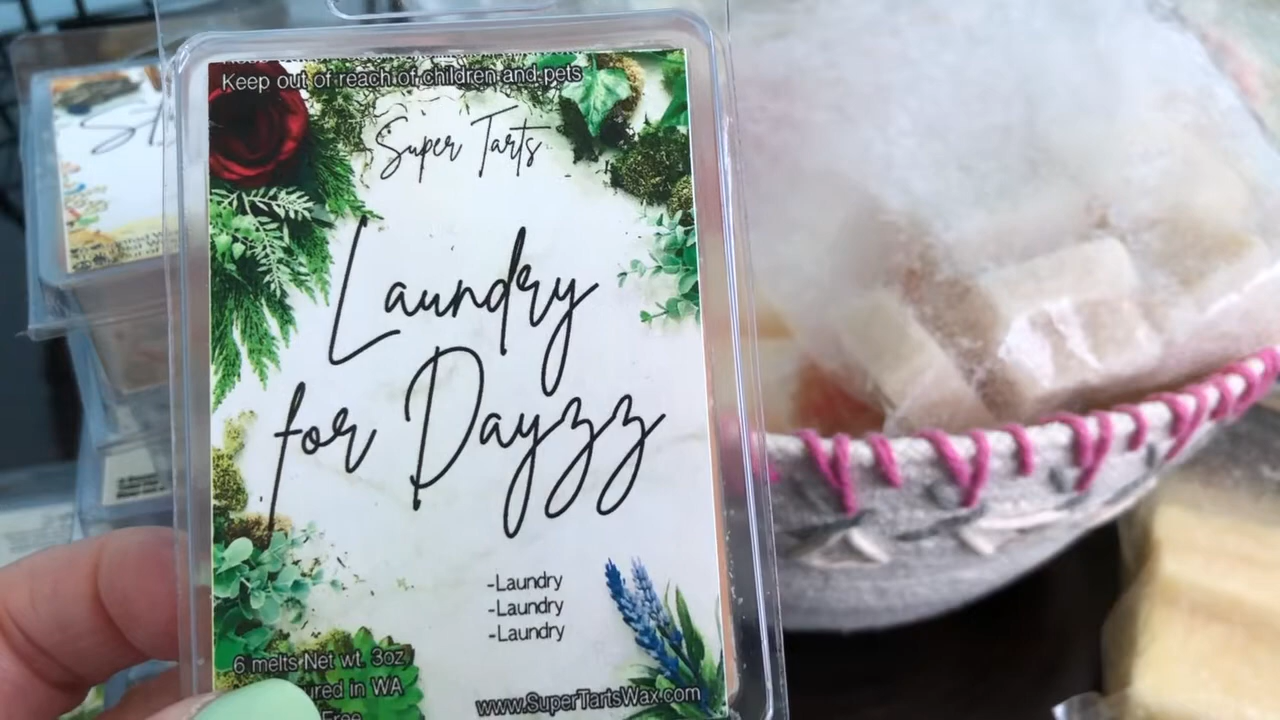 Keep out of reach of children and pets
Super Tarts
Laundry
for Dayzz
-Laundry
-Laundry
-Laundry
6 melts Net wt. 3oz
ured in WA
Free
www.SuperTartsWax.com